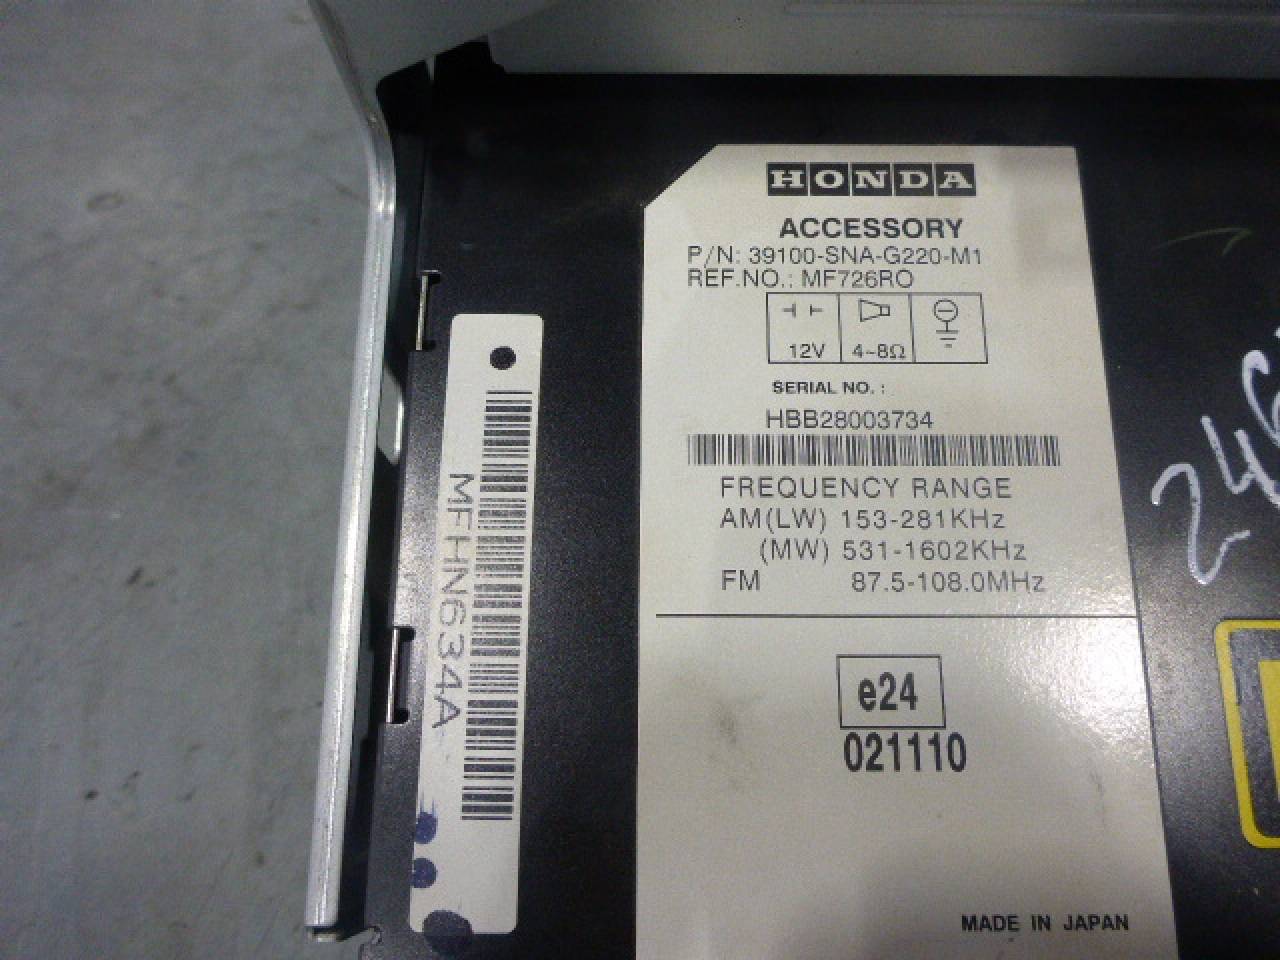 HONDA
ACCESSORY
P/N: 39100-SNA-G220-M1
REF.NO.: MF726RO
12V 4~8Ω
SERIAL NO. :
HBB28003734
FREQUENCY RANGE
AM(LW) 153-281KHz
(MW) 531-1602KHz
FM 87.5-108.0MHz
e24
021110
MADE IN JAPAN
MFHN634A